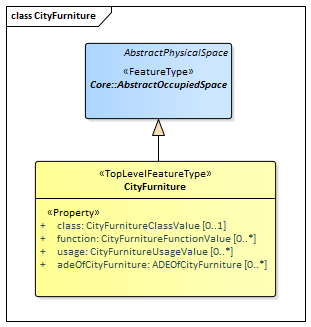 class CityFurniture
AbstractPhysicalSpace
«FeatureType»
Core::AbstractOccupiedSpace
«TopLevelFeatureType»
CityFurniture
«Property»
+ class: CityFurnitureClassValue [0..1]
+ function: CityFurnitureFunctionValue [0..*]
+ usage: CityFurnitureUsageValue [0..*]
+ adeOfCityFurniture: ADEOfCityFurniture [0..*]